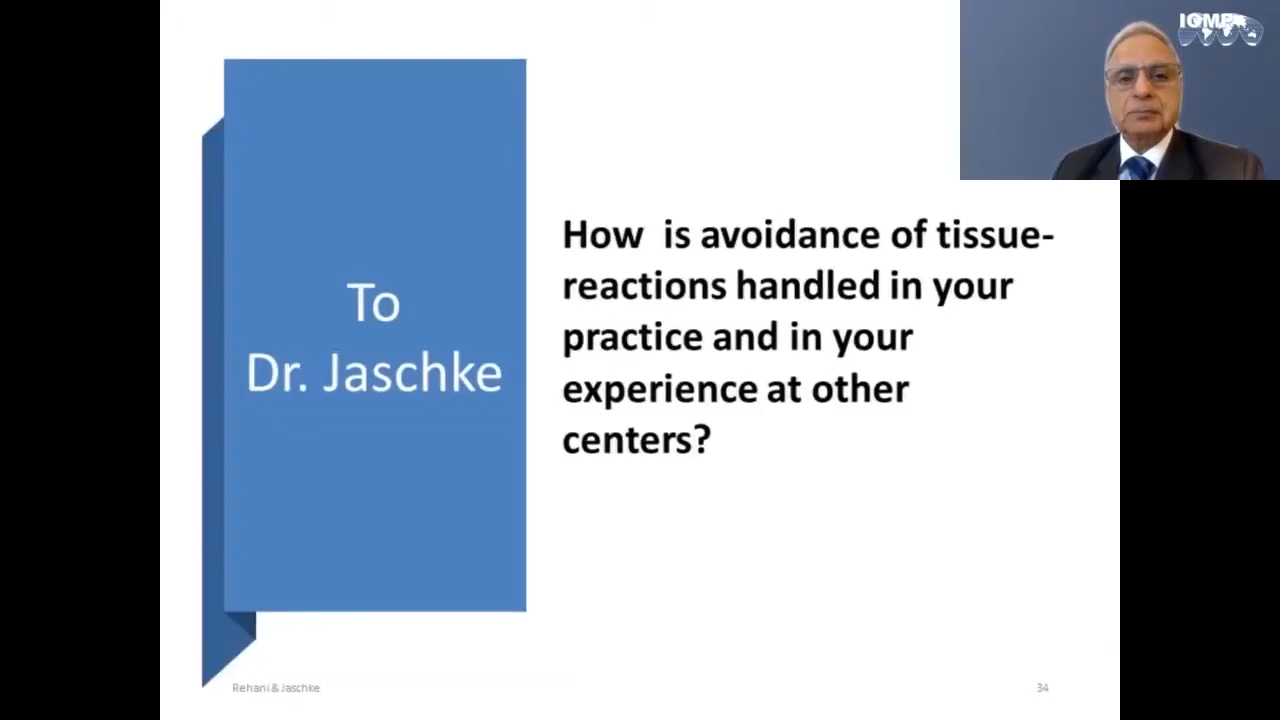 IOMP
To
Dr. Jaschke
How is avoidance of tissue-
reactions handled in your
practice and in your
experience at other
centers?
Rehani & Jaschke
34